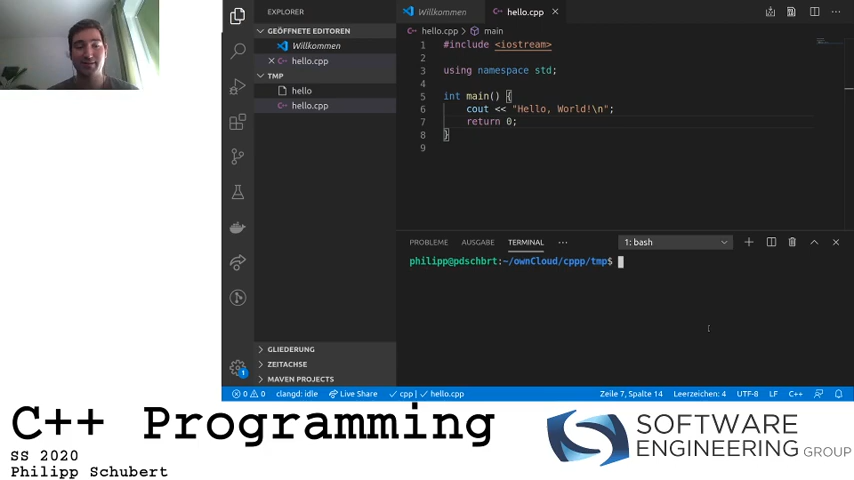 EXPLORER
GEÖFFNETE EDITOREN
Willkommen
hello.cpp
TMP
hello
hello.cpp
GLIEDERUNG
ZEITACHSE
MAVEN PROJECTS
Willkommen
hello.cpp
hello.cpp > main
1 #include <iostream>
2
3 using namespace std;
4
5 int main() {
6 cout << "Hello, World!\n";
7 return 0;
8 }
9
PROBLEME AUSGABE TERMINAL ··· 1: bash
philipp@pdschbrt:~/ownCloud/cppp/tmp$
1
0 0 clangd: idle Live Share cpp | hello.cpp Zeile 7, Spalte 14 Leerzeichen: 4 UTF-8 LF C++
C++ Programming
SS 2020
Philipp Schubert
SOFTWARE
ENGINEERING GROUP